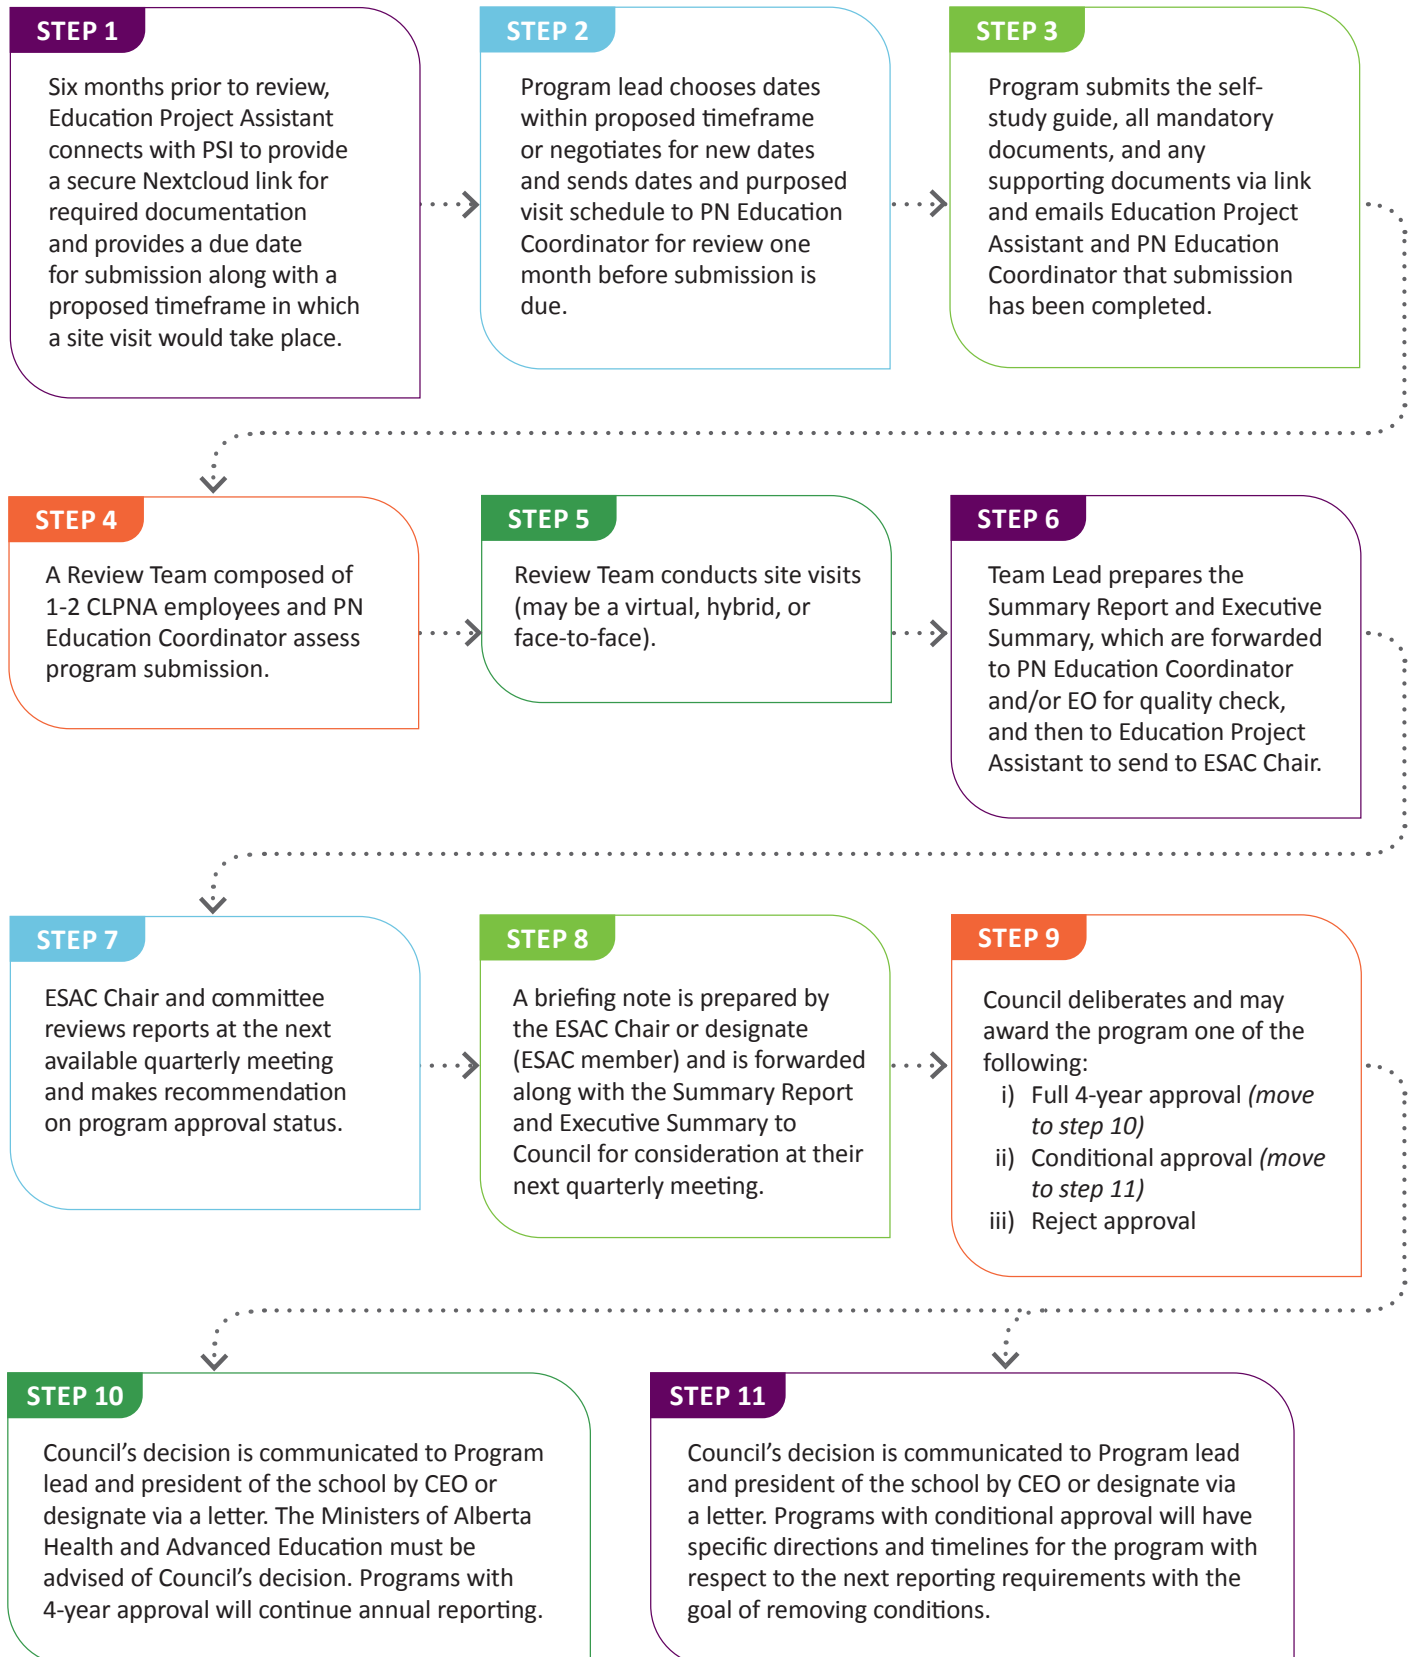 STEP 1
Six months prior to review,
Education Project Assistant
connects with PSI to provide
a secure Nextcloud link for
required documentation
and provides a due date
for submission along with a
proposed timeframe in which
a site visit would take place.
STEP 2
Program lead chooses dates
within proposed timeframe
or negotiates for new dates
and sends dates and purposed
visit schedule to PN Education
Coordinator for review one
month before submission is
due.
STEP 3
Program submits the self-
study guide, all mandatory
documents, and any
supporting documents via link
and emails Education Project
Assistant and PN Education
Coordinator that submission
has been completed.
STEP 4
A Review Team composed of
1-2 CLPNA employees and PN
Education Coordinator assess
program submission.
STEP 5
Review Team conducts site visits
(may be a virtual, hybrid, or
face-to-face).
STEP 6
Team Lead prepares the
Summary Report and Executive
Summary, which are forwarded
to PN Education Coordinator
and/or EO for quality check,
and then to Education Project
Assistant to send to ESAC Chair.
STEP 7
ESAC Chair and committee
reviews reports at the next
available quarterly meeting
and makes recommendation
on program approval status.
STEP 8
A briefing note is prepared by
the ESAC Chair or designate
(ESAC member) and is forwarded
along with the Summary Report
and Executive Summary to
Council for consideration at their
next quarterly meeting.
STEP 9
Council deliberates and may
award the program one of the
following:
i) Full 4-year approval (move
to step 10)
ii) Conditional approval (move
to step 11)
iii) Reject approval
STEP 10
Council’s decision is communicated to Program
lead and president of the school by CEO or
designate via a letter. The Ministers of Alberta
Health and Advanced Education must be
advised of Council’s decision. Programs with
4-year approval will continue annual reporting.
STEP 11
Council’s decision is communicated to Program lead
and president of the school by CEO or designate via
a letter. Programs with conditional approval will have
specific directions and timelines for the program with
respect to the next reporting requirements with the
goal of removing conditions.